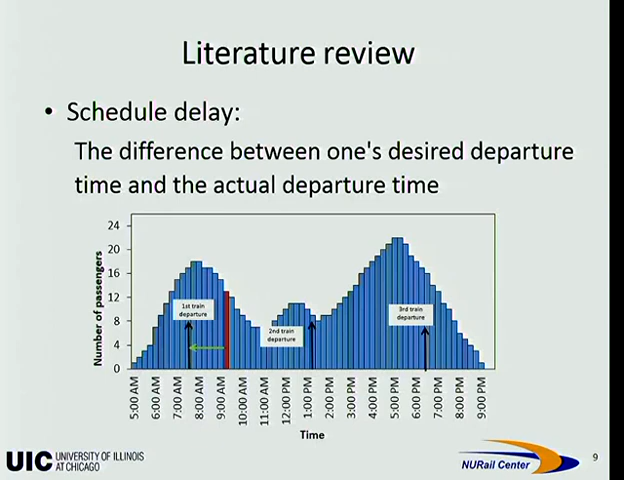 Literature review
• Schedule delay:
The difference between one's desired departure
time and the actual departure time
24
20
16
12
8
4
0
Number of passengers
1st train
departure
2nd train
departure
3rd train
departure
5:00 AM
6:00 AM
7:00 AM
8:00 AM
9:00 AM
10:00 AM
11:00 AM
12:00 PM
1:00 PM
2:00 PM
3:00 PM
4:00 PM
5:00 PM
6:00 PM
7:00 PM
8:00 PM
9:00 PM
Time
UIC UNIVERSITY OF ILLINOIS
AT CHICAGO
NURail Center
9